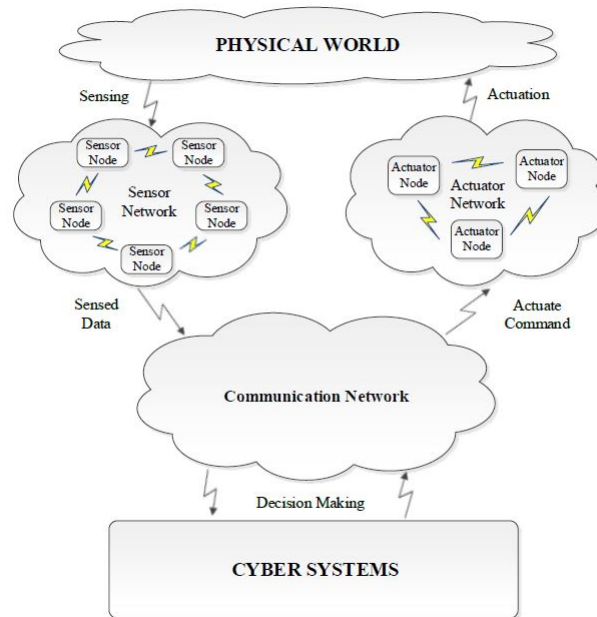 PHYSICAL WORLD
Sensing
Actuation
Sensor
Node
Sensor
Node
Sensor
Network
Sensor
Node
Sensor
Node
Sensor
Node
Actuator
Node
Actuator
Node
Actuator
Network
Actuator
Node
Sensed
Data
Actuate
Command
Communication Network
Decision Making
CYBER SYSTEMS